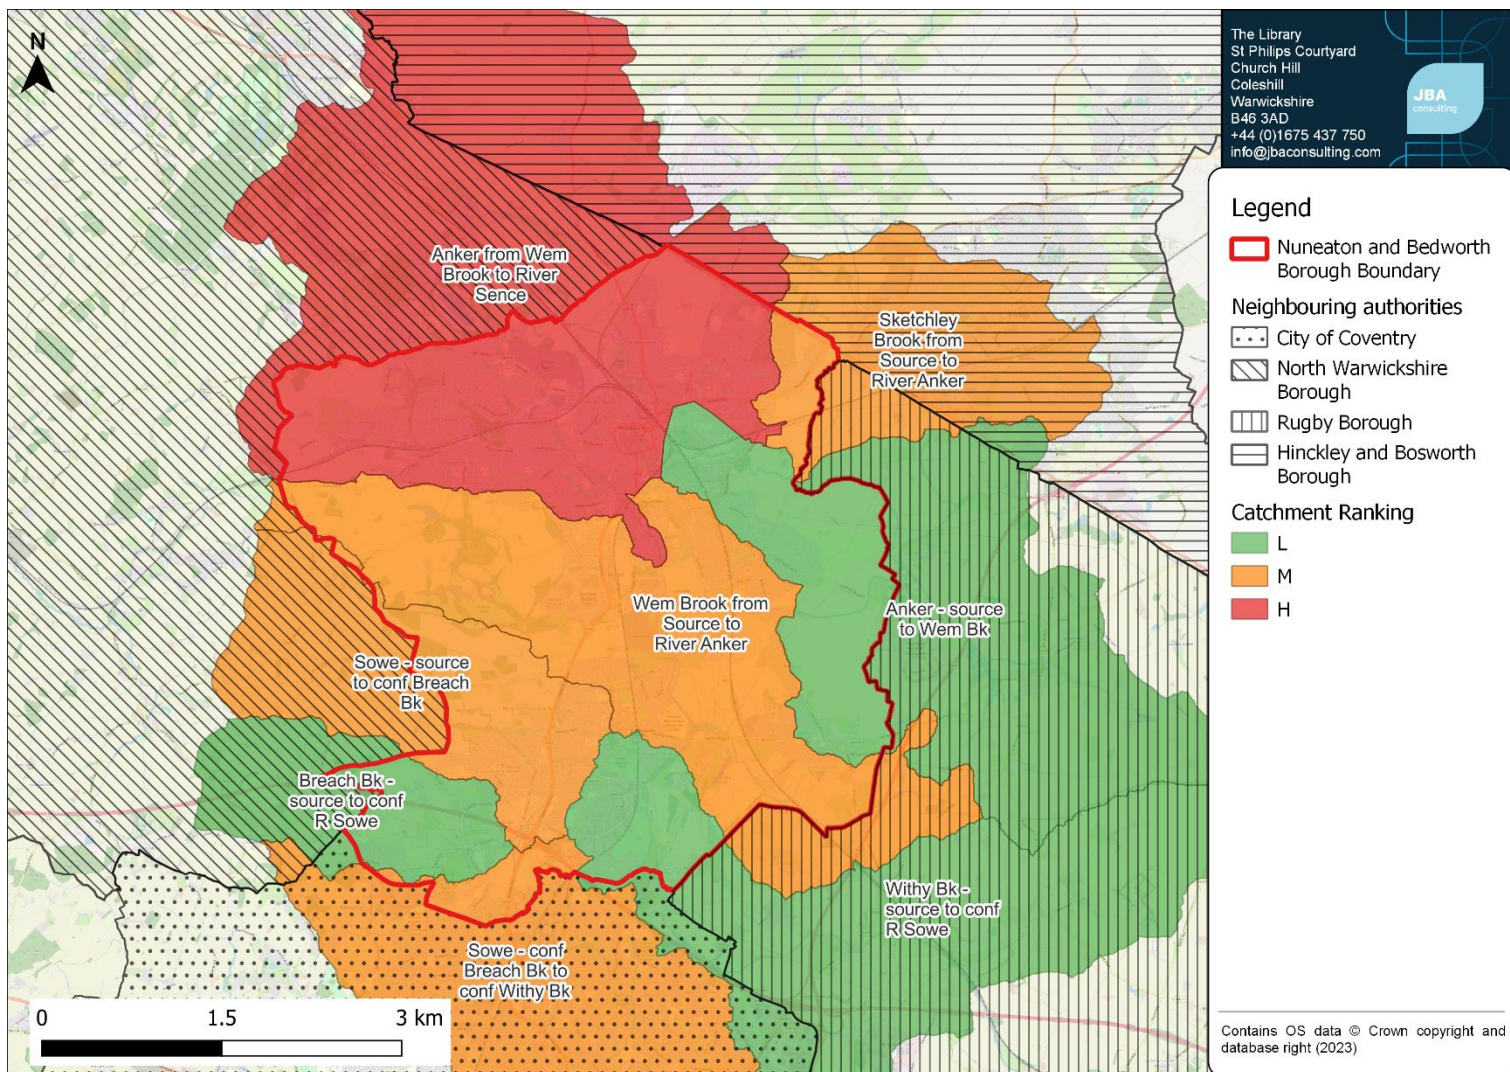 N
Anker from Wem
Brook to River
Sence
Sketchley
Brook from
Source to
River Anker
Wem Brook from
Source to
River Anker
Anker - source
to Wem Bk
Sowe - source
to conf Breach
Bk
Breach Bk -
source to conf
R Sowe
Withy Bk -
source to conf
R Sowe
Sowe - conf
Breach Bk to
conf Withy Bk
0 1.5 3 km
The Library
St Philips Courtyard
Church Hill
Coleshill
Warwickshire
B46 3AD
+44 (0)1675 437 750
info@jbaconsulting.com
JBA
consulting
Legend
Nuneaton and Bedworth
Borough Boundary
Neighbouring authorities
City of Coventry
North Warwickshire
Borough
Rugby Borough
Hinckley and Bosworth
Borough
Catchment Ranking
L
M
H
Contains OS data © Crown copyright and
database right (2023)